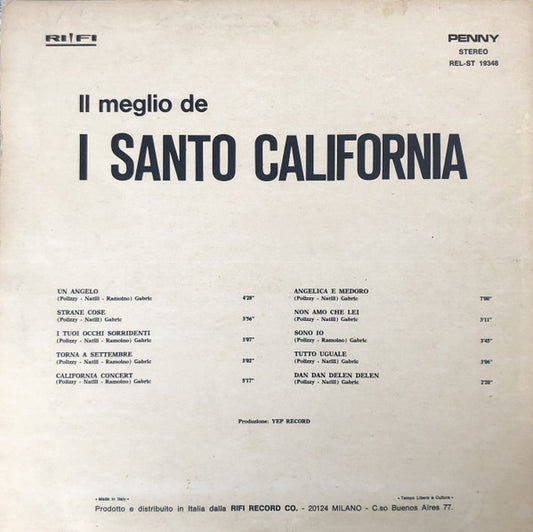 RI-FI
PENNY
STEREO
REL-ST 19348
Il meglio de
I SANTO CALIFORNIA
UN ANGELO
(Polizzy - Natili - Ramoino) Gabric 4'28"
STRANE COSE
(Polizzy - Natili) Gabric 3'56"
I TUOI OCCHI SORRIDENTI
(Polizzy - Natili - Ramoino) Gabric 3'07"
TORNA A SETTEMBRE
(Polizzy - Natili - Ramoino) Gabric 3'02"
CALIFORNIA CONCERT
(Polizzy - Natili - Ramoino) Gabric 5'17"
ANGELICA E MEDORO
(Polizzy - Natili) Gabric 7'00"
NON AMO CHE LEI
(Polizzy - Natili) Gabric 3'11"
SONO IO
(Polizzy - Natili - Ramoino) Gabric 3'45"
TUTTO UGUALE
(Polizzy - Natili) Gabric 3'06"
DAN DAN DELEN DELEN
(Polizzy - Natili) Gabric 2'20"
Produzione: YEP RECORD
• Made in Italy •
• Tempo Libero e Cultura •
Prodotto e distribuito in Italia dalla RIFI RECORD CO. - 20124 MILANO - C.so Buenos Aires 77.